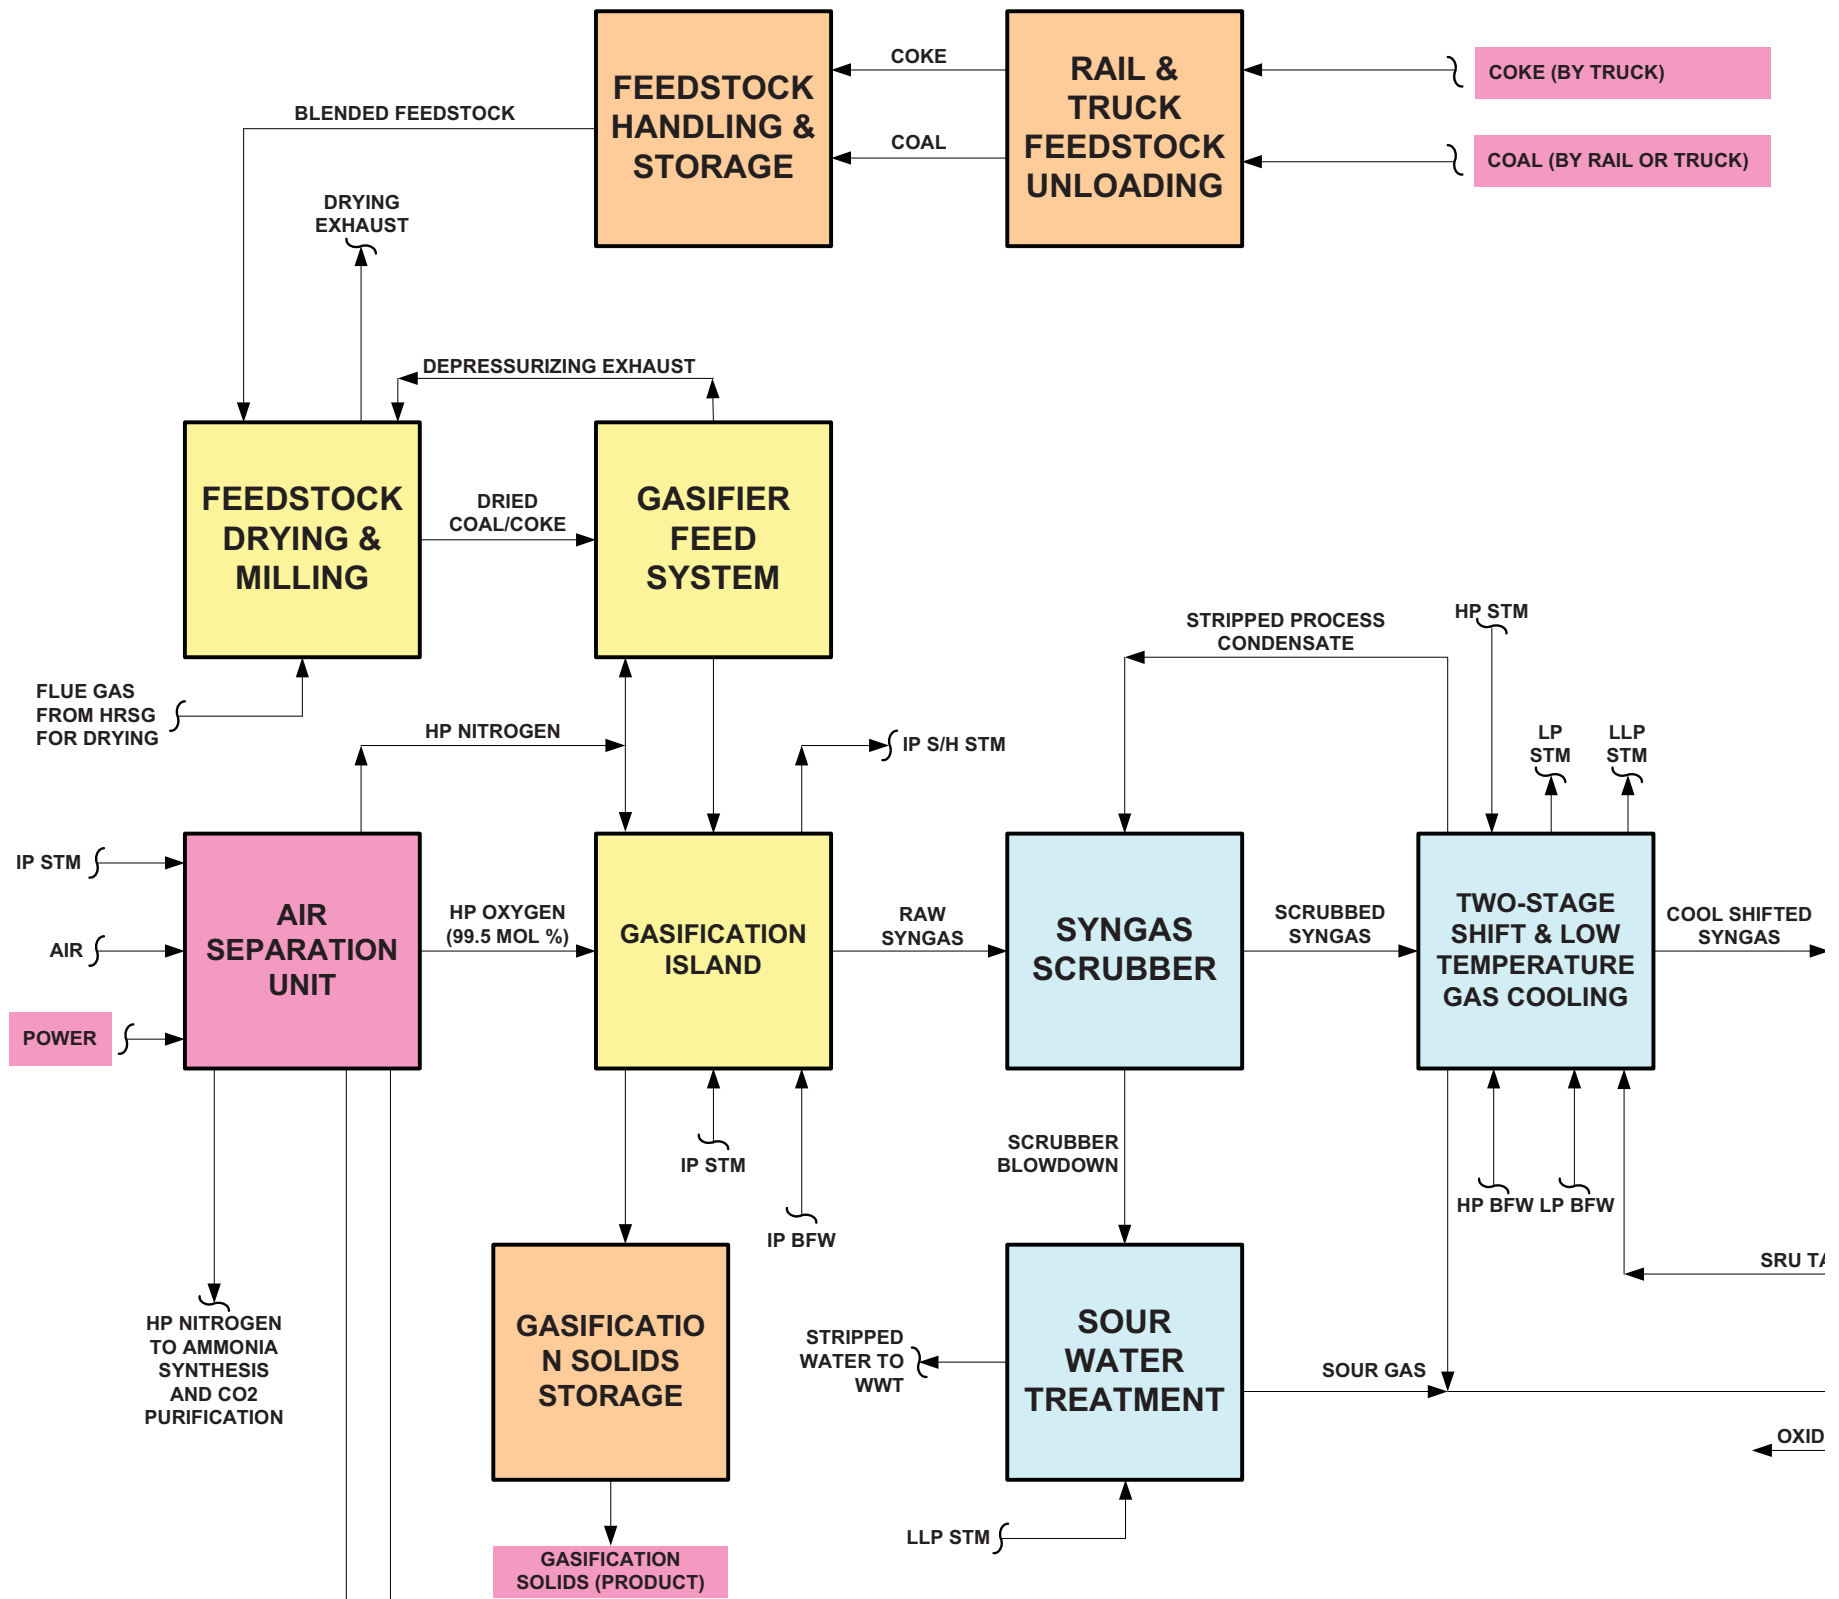 COKE
COKE (BY TRUCK)
RAIL &
TRUCK
FEEDSTOCK
UNLOADING
FEEDSTOCK
HANDLING &
STORAGE
BLENDED FEEDSTOCK
COAL
COAL (BY RAIL OR TRUCK)
DRYING
EXHAUST
DEPRESSURIZING EXHAUST
FEEDSTOCK
DRYING &
MILLING
DRIED
COAL/COKE
GASIFIER
FEED
SYSTEM
STRIPPED PROCESS
CONDENSATE
HP STM
FLUE GAS
FROM HRSG
FOR DRYING
HP NITROGEN
IP S/H STM
LP
STM
LLP
STM
IP STM
AIR
POWER
AIR
SEPARATION
UNIT
HP OXYGEN
(99.5 MOL %)
GASIFICATION
ISLAND
RAW
SYNGAS
SYNGAS
SCRUBBER
SCRUBBED
SYNGAS
TWO-STAGE
SHIFT & LOW
TEMPERATURE
GAS COOLING
COOL SHIFTED
SYNGAS
IP STM
IP BFW
SCRUBBER
BLOWDOWN
HP BFW
LP BFW
SRU TA
HP NITROGEN
TO AMMONIA
SYNTHESIS
AND CO2
PURIFICATION
GASIFICATIO
N SOLIDS
STORAGE
STRIPPED
WATER TO
WWT
SOUR
WATER
TREATMENT
SOUR GAS
OXID
LLP STM
GASIFICATION
SOLIDS (PRODUCT)